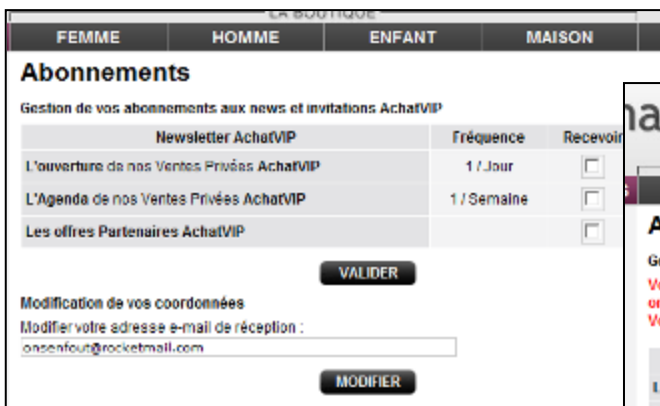 LA BOUTIQUE
FEMME HOMME ENFANT MAISON
Abonnements
Gestion de vos abonnements aux news et invitations AchatVIP
Newsletter AchatVIP Fréquence Recevoir
L'ouverture de nos Ventes Privées AchatVIP 1 / Jour
L'Agenda de nos Ventes Privées AchatVIP 1 / Semaine
Les offres Partenaires AchatVIP
VALIDER
Modification de vos coordonnées
Modifier votre adresse e-mail de réception :
onsenfout@rocketmail.com
MODIFIER